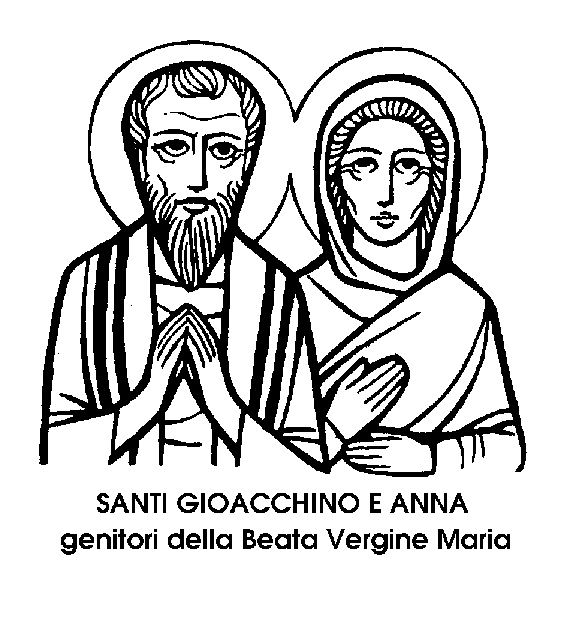 SANTI GIOACCHINO E ANNA
genitori della Beata Vergine Maria